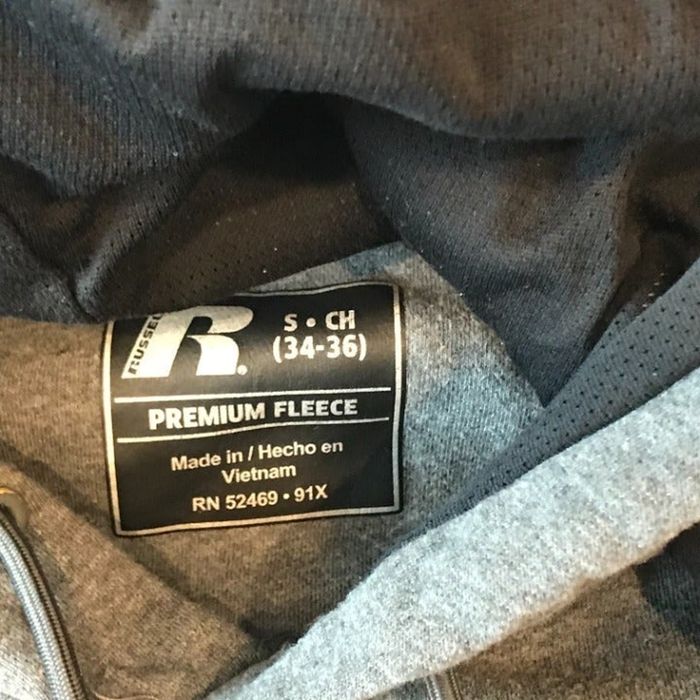 RUSSELL
R.
S • CH
(34-36)
PREMIUM FLEECE
Made in / Hecho en
Vietnam
RN 52469 • 91X